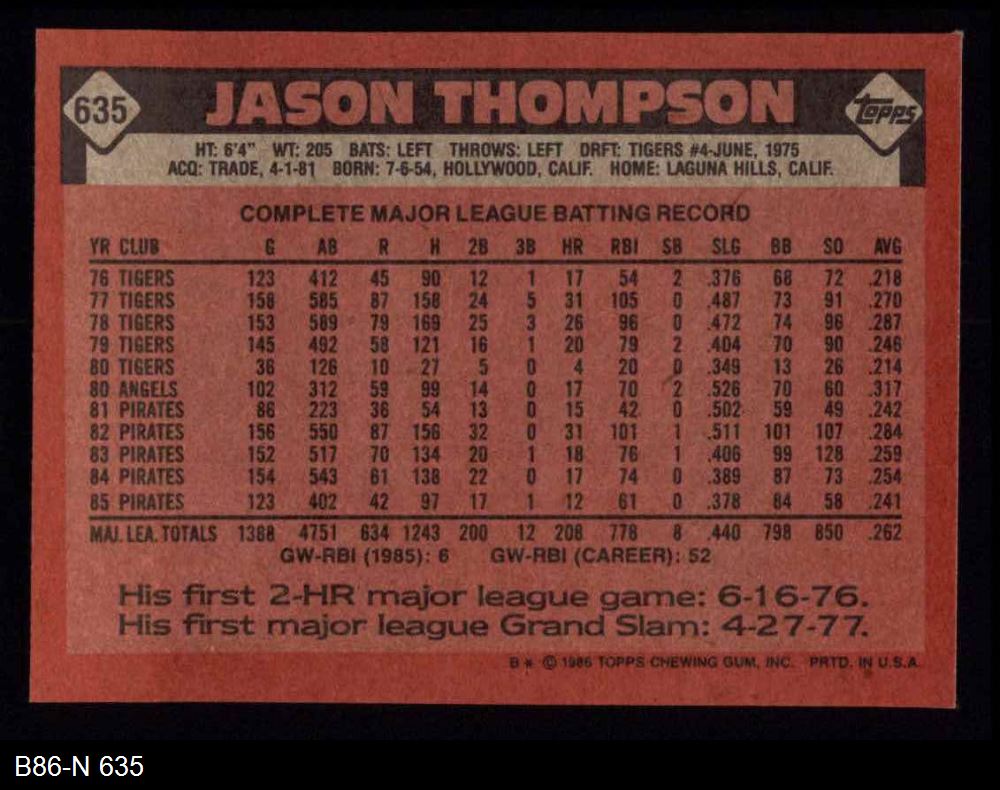 635 JASON THOMPSON topps
HT: 6'4" WT: 205 BATS: LEFT THROWS: LEFT DRFT: TIGERS #4-JUNE, 1975
ACQ: TRADE, 4-1-81 BORN: 7-6-54, HOLLYWOOD, CALIF. HOME: LAGUNA HILLS, CALIF.
COMPLETE MAJOR LEAGUE BATTING RECORD
YR CLUB G AB R H 2B 3B HR RBI SB SLG BB SO AVG
76 TIGERS 123 412 45 90 12 1 17 54 2 .376 68 72 .218
77 TIGERS 158 585 87 158 24 5 31 105 0 .487 73 91 .270
78 TIGERS 153 589 79 169 25 3 26 96 0 .472 74 96 .287
79 TIGERS 145 492 58 121 16 1 20 79 2 .404 70 90 .246
80 TIGERS 36 126 10 27 5 0 4 20 0 .349 13 26 .214
80 ANGELS 102 312 59 99 14 0 17 70 2 .526 70 60 .317
81 PIRATES 86 223 36 54 13 0 15 42 0 .502 59 49 .242
82 PIRATES 156 550 87 156 32 0 31 101 1 .511 101 107 .284
83 PIRATES 152 517 70 134 20 1 18 76 1 .406 99 128 .259
84 PIRATES 154 543 61 138 22 0 17 74 0 .389 87 73 .254
85 PIRATES 123 402 42 97 17 1 12 61 0 .378 84 58 .241
MAJ. LEA. TOTALS 1388 4751 634 1243 200 12 208 778 8 .440 798 850 .262
GW-RBI (1985): 6 GW-RBI (CAREER): 52
His first 2-HR major league game: 6-16-76.
His first major league Grand Slam: 4-27-77.
B* © 1986 TOPPS CHEWING GUM, INC. PRTD. IN U.S.A.
B86-N 635